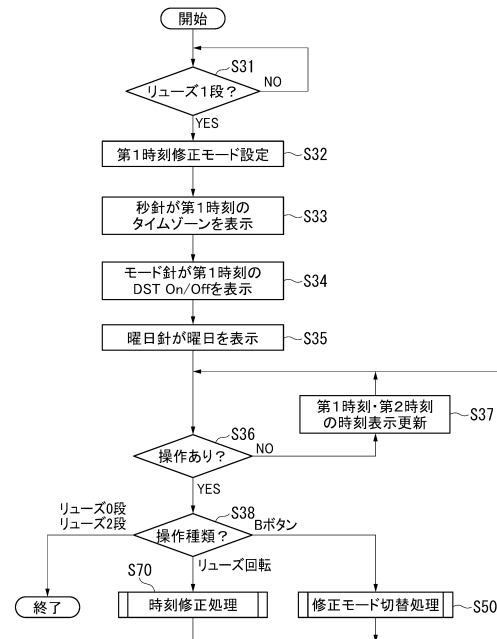 開始
S31
リューズ1段？
NO
YES
第1時刻修正モード設定
S32
秒針が第1時刻の
タイムゾーンを表示
S33
モード針が第1時刻の
DST On/Offを表示
S34
曜日針が曜日を表示
S35
第1時刻・第2時刻
の時刻表示更新
S37
S36
操作あり？
NO
YES
リューズ0段
リューズ2段
S38
操作種類？
Bボタン
リューズ回転
S70
終了
時刻修正処理
修正モード切替処理
S50